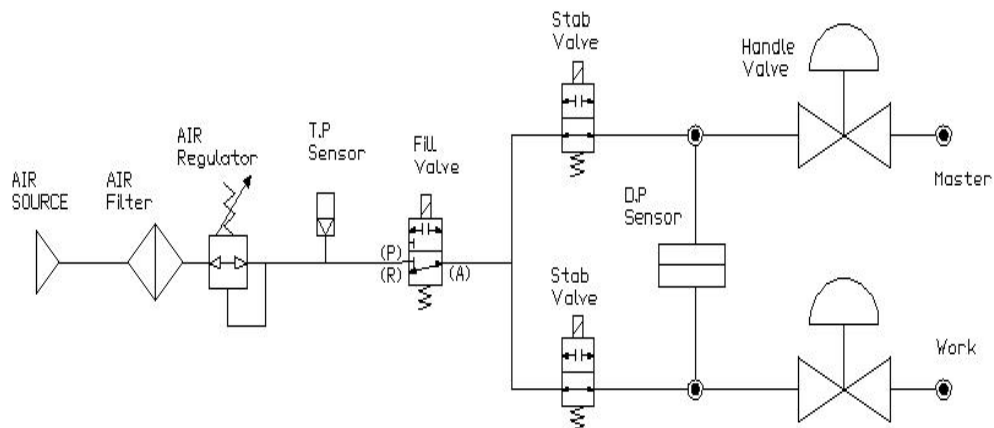 Stab
Valve
Handle
Valve
T.P
Sensor
AIR
Regulator
Fill
Valve
AIR
SOURCE
AIR
Filter
Master
D.P
Sensor
(P)
(R)
(A)
Stab
Valve
Work